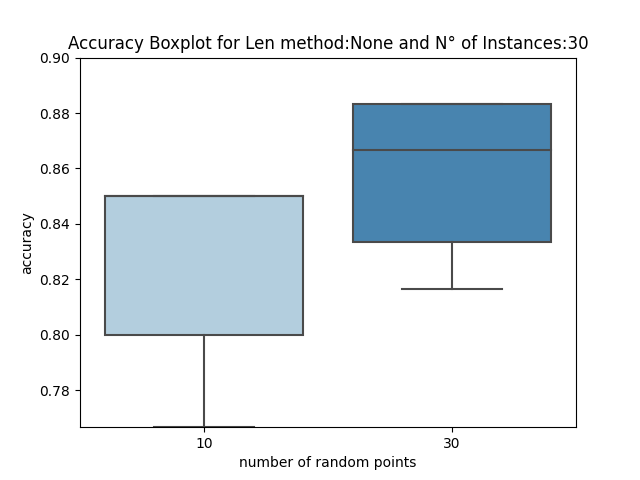 Accuracy Boxplot for Len method:None and N° of Instances:30
0.90
0.88
0.86
0.84
0.82
0.80
0.78
accuracy
10 30
number of random points